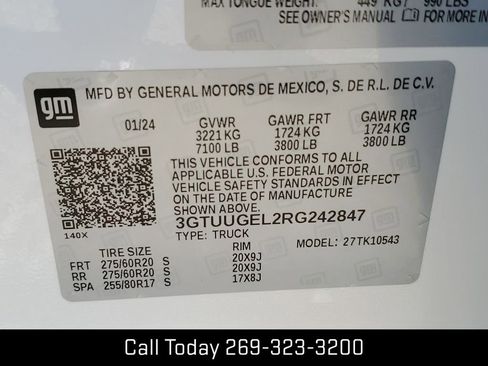 MAX TONGUE WEIGHT: 449 KG / 990 LBS
SEE OWNER'S MANUAL FOR MORE IN
gm
MFD BY GENERAL MOTORS DE MEXICO, S. DE R.L. DE C.V.
01/24 GVWR GAWR FRT GAWR RR
3221 KG 1724 KG 1724 KG
7100 LB 3800 LB 3800 LB
THIS VEHICLE CONFORMS TO ALL
APPLICABLE U.S. FEDERAL MOTOR
VEHICLE SAFETY STANDARDS IN EFFECT
ON THE DATE OF MANUFACTURE
SHOWN ABOVE.
3GTUUGEL2RG242847
140X
TYPE: TRUCK MODEL: 27TK10543
TIRE SIZE RIM
FRT 275/60R20 S 20X9J
RR 275/60R20 S 20X9J
SPA 255/80R17 S 17X8J
Call Today 269-323-3200